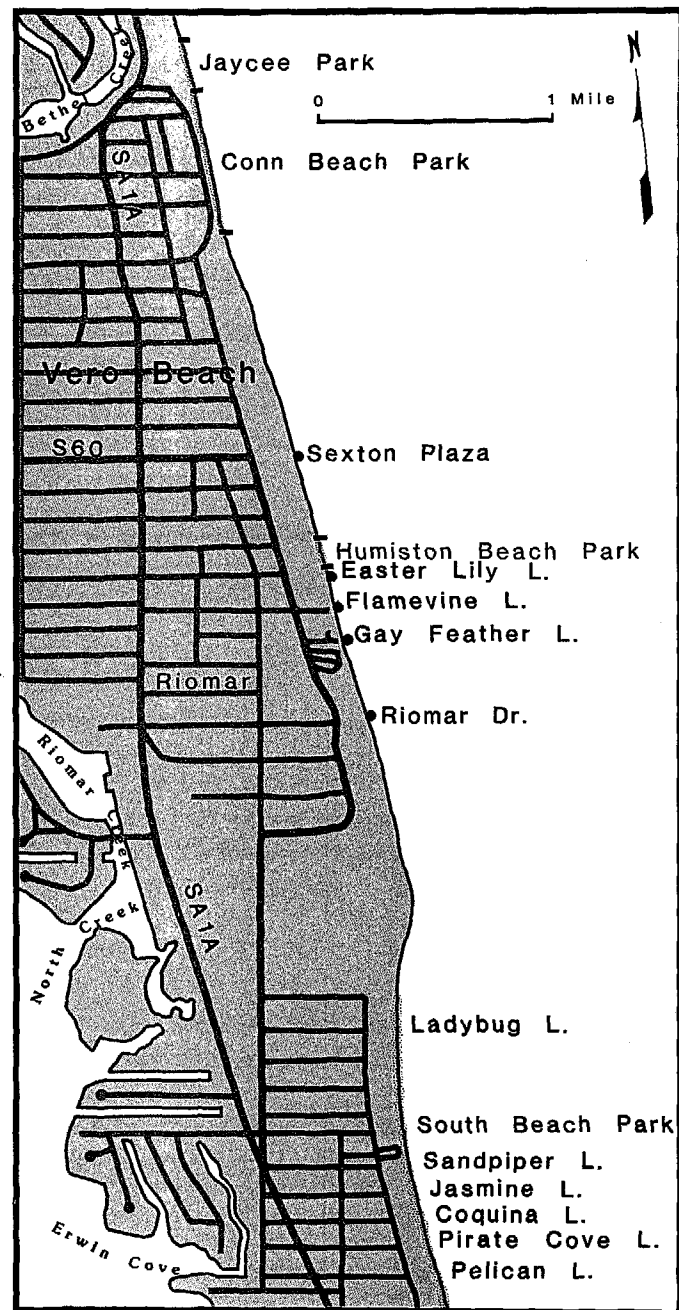 N
Jaycee Park
0 1 Mile
Bethe Creek
SA1A
Conn Beach Park
Vero Beach
S60
Sexton Plaza
Humiston Beach Park
Easter Lily L.
Flamevine L.
Gay Feather L.
Riomar
Riomar Dr.
Riomar Creek
SA1A
North Creek
Ladybug L.
South Beach Park
Sandpiper L.
Jasmine L.
Coquina L.
Pirate Cove L.
Erwin Cove
Pelican L.